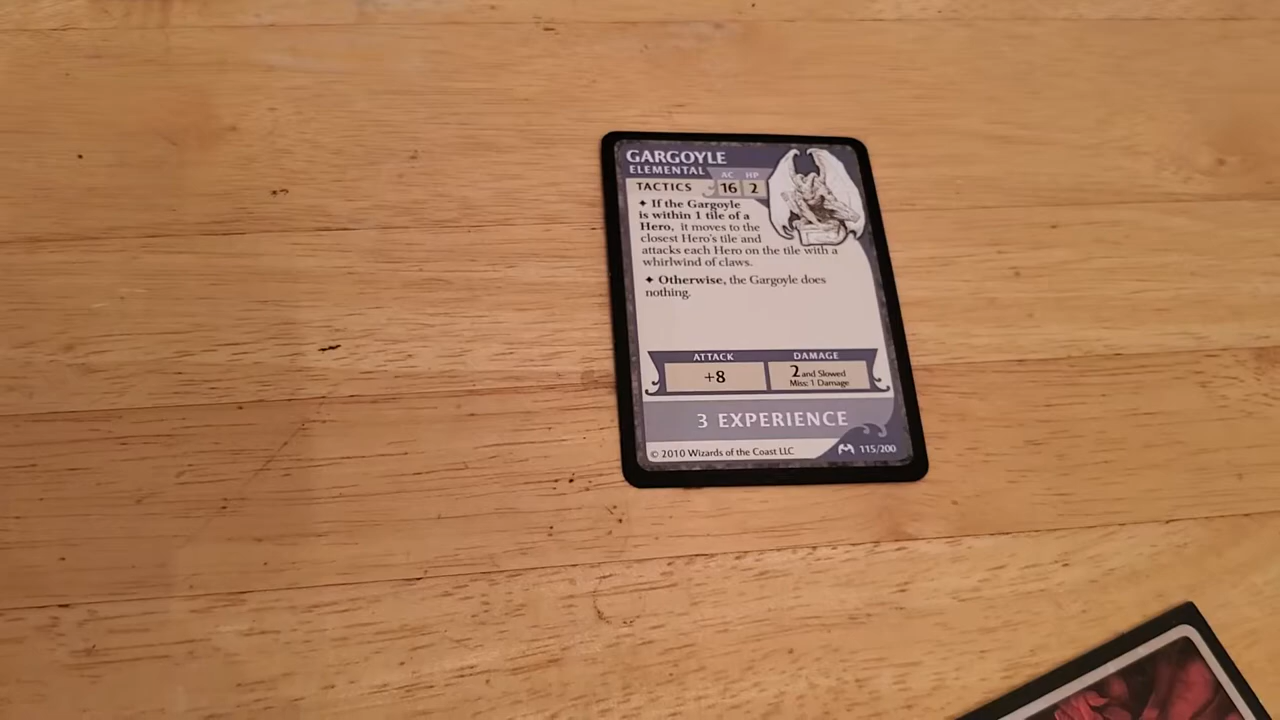 GARGOYLE
ELEMENTAL
AC HP
TACTICS 16 2
✦ If the Gargoyle
is within 1 tile of a
Hero, it moves to the
closest Hero's tile and
attacks each Hero on the tile with a
whirlwind of claws.
✦ Otherwise, the Gargoyle does
nothing.
ATTACK DAMAGE
+8 2 and Slowed
Miss: 1 Damage
3 EXPERIENCE
© 2010 Wizards of the Coast LLC 115/200